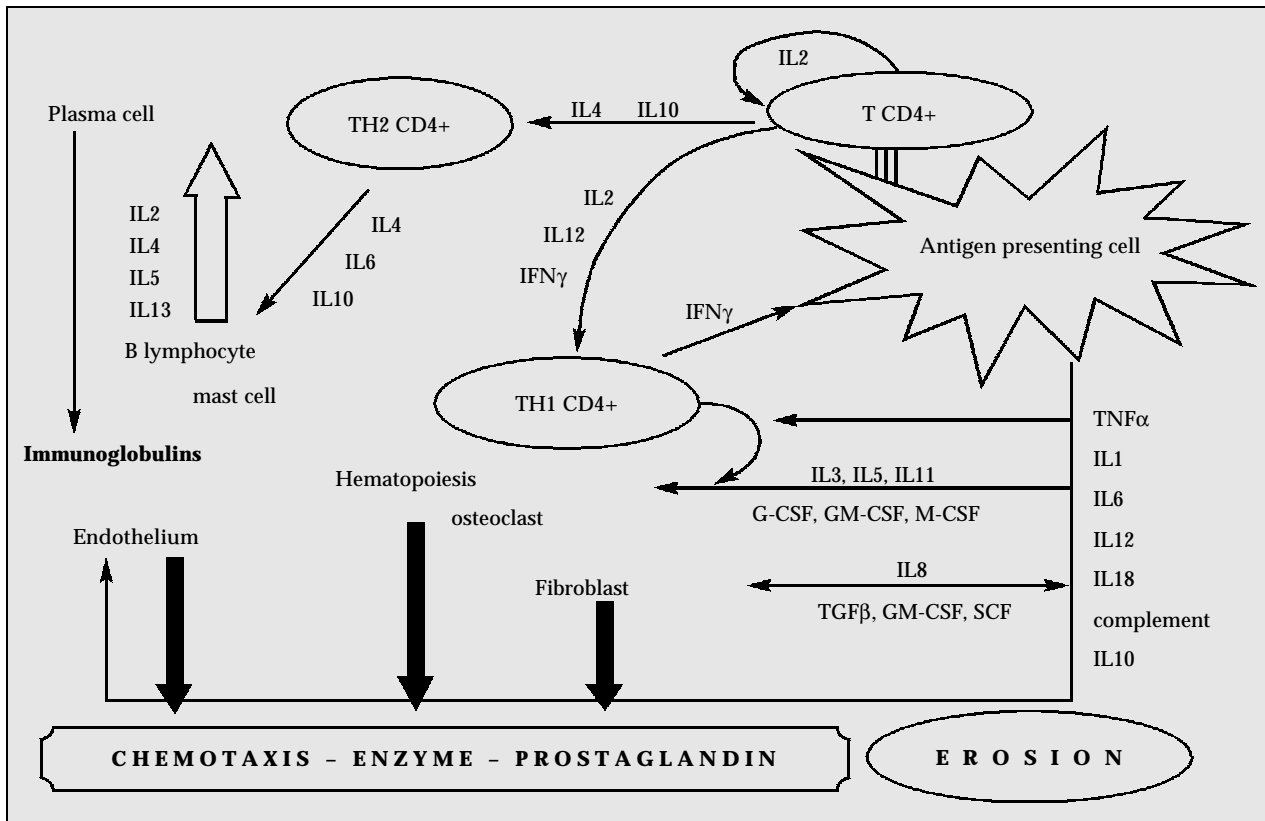 IL2
Plasma cell
TH2 CD4+
IL4 IL10
T CD4+
IL2
IL4
IL5
IL13
IL4
IL6
IL10
IL2
IL12
IFNγ
Antigen presenting cell
IFNγ
B lymphocyte
mast cell
TH1 CD4+
Immunoglobulins
TNFα
IL1
IL6
IL12
IL18
complement
IL10
Hematopoiesis
osteoclast
IL3, IL5, IL11
G-CSF, GM-CSF, M-CSF
Endothelium
Fibroblast
IL8
TGFβ, GM-CSF, SCF
CHEMOTAXIS – ENZYME – PROSTAGLANDIN
EROSION